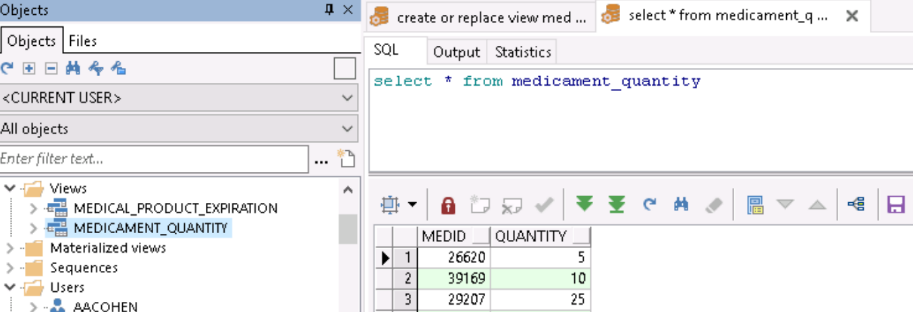 Objects
Objects Files
<CURRENT USER>
All objects
Enter filter text...
...
Views
MEDICAL_PRODUCT_EXPIRATION
MEDICAMENT_QUANTITY
Materialized views
Sequences
Users
AACOHEN
create or replace view med ...
select * from medicament_q ...
SQL Output Statistics
select * from medicament_quantity
MEDID QUANTITY
1 26620 5
2 39169 10
3 29207 25